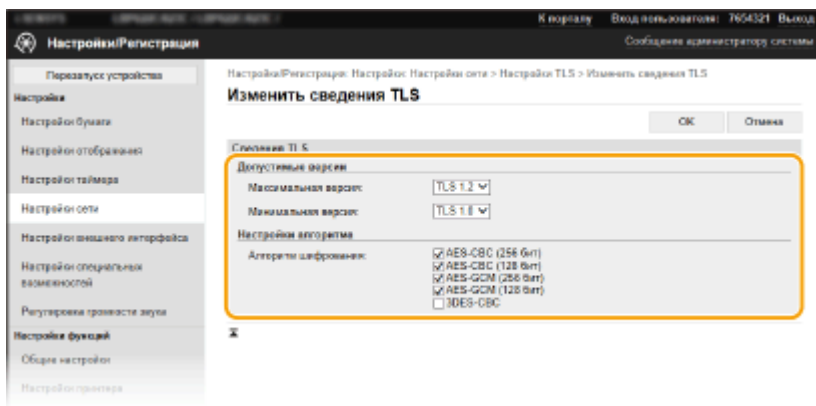 К порталу Вход пользователя: 7654321 Выход
Настройки/Регистрация
Сообщение администратору системы
Перезапуск устройства
Настройки/Регистрация: Настройки: Настройки сети > Настройки TLS > Изменить сведения TLS
Настройки
Изменить сведения TLS
Настройки бумаги
OK Отмена
Настройки отображения
Сведения TLS
Допустимые версии
Настройки таймера
Максимальная версия: TLS 1.2
Настройки сети
Минимальная версия: TLS 1.0
Настройки внешнего интерфейса
Настройки алгоритма
Алгоритм шифрования:
AES-CBC (256 бит)
AES-CBC (128 бит)
AES-GCM (256 бит)
AES-GCM (128 бит)
3DES-CBC
Настройки специальных
возможностей
Регулировка громкости звука
Настройки функций
Общие настройки
Настройки принтера